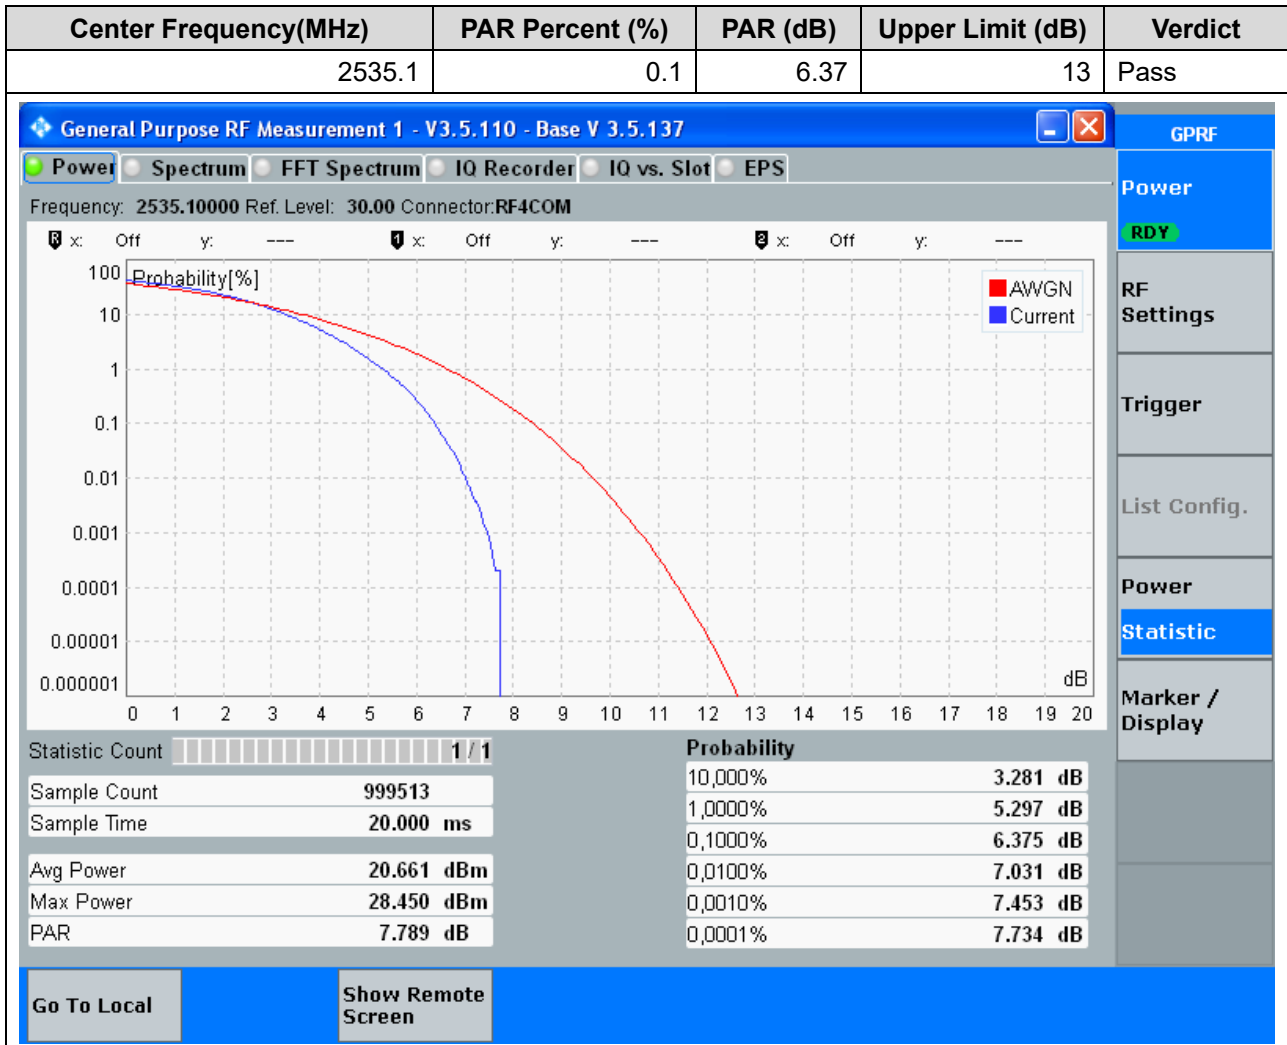 Center Frequency(MHz) PAR Percent (%) PAR (dB) Upper Limit (dB) Verdict
2535.1 0.1 6.37 13 Pass
General Purpose RF Measurement 1 - V3.5.110 - Base V 3.5.137
GPRF
Power Spectrum FFT Spectrum IQ Recorder IQ vs. Slot EPS
Power
RDY
Frequency: 2535.10000 Ref. Level: 30.00 Connector:RF4COM
R x: Off y: --- 1 x: Off y: --- 2 x: Off y: ---
Probability[%]
AWGN
Current
100
10
1
0.1
0.01
0.001
0.0001
0.00001
0.000001
dB
0 1 2 3 4 5 6 7 8 9 10 11 12 13 14 15 16 17 18 19 20
RF
Settings
Trigger
List Config.
Power
Statistic
Marker /
Display
Statistic Count 1 / 1
Sample Count 999513
Sample Time 20.000 ms
Avg Power 20.661 dBm
Max Power 28.450 dBm
PAR 7.789 dB
Probability
10,000% 3.281 dB
1,0000% 5.297 dB
0,1000% 6.375 dB
0,0100% 7.031 dB
0,0010% 7.453 dB
0,0001% 7.734 dB
Go To Local
Show Remote
Screen